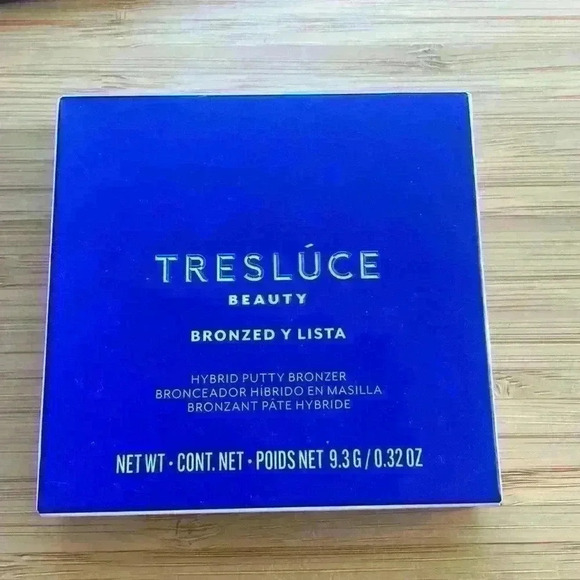 TRESLÚCE
BEAUTY
BRONZED Y LISTA
HYBRID PUTTY BRONZER
BRONCEADOR HÍBRIDO EN MASILLA
BRONZANT PÂTE HYBRIDE
NET WT • CONT. NET • POIDS NET 9.3 G / 0.32 OZ